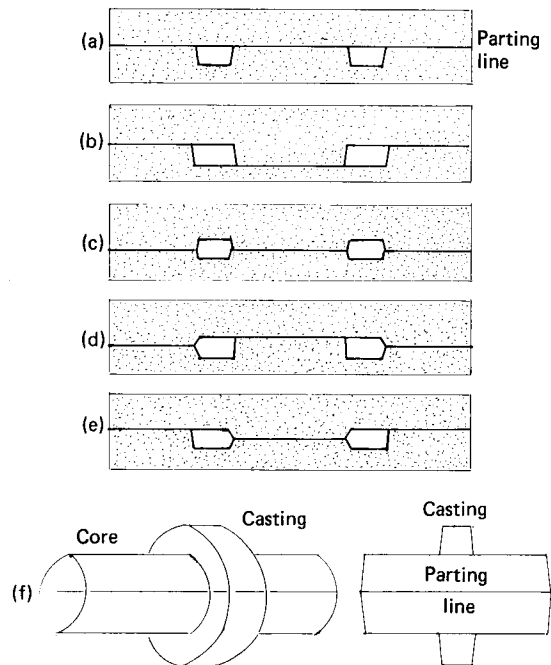 (a)
Parting
line
(b)
(c)
(d)
(e)
(f)
Core
Casting
Casting
Parting
line